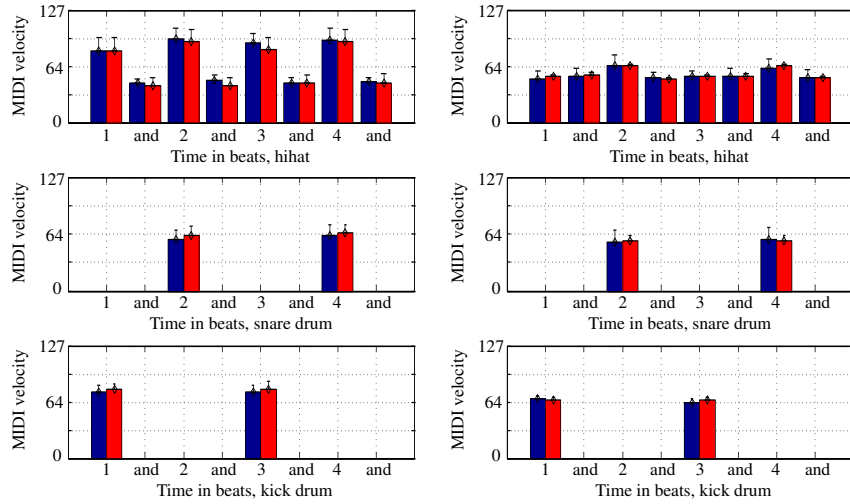 127
64
0
MIDI velocity
1 and 2 and 3 and 4 and
Time in beats, hihat
127
64
0
MIDI velocity
1 and 2 and 3 and 4 and
Time in beats, hihat
127
64
0
MIDI velocity
1 and 2 and 3 and 4 and
Time in beats, snare drum
127
64
0
MIDI velocity
1 and 2 and 3 and 4 and
Time in beats, snare drum
127
64
0
MIDI velocity
1 and 2 and 3 and 4 and
Time in beats, kick drum
127
64
0
MIDI velocity
1 and 2 and 3 and 4 and
Time in beats, kick drum